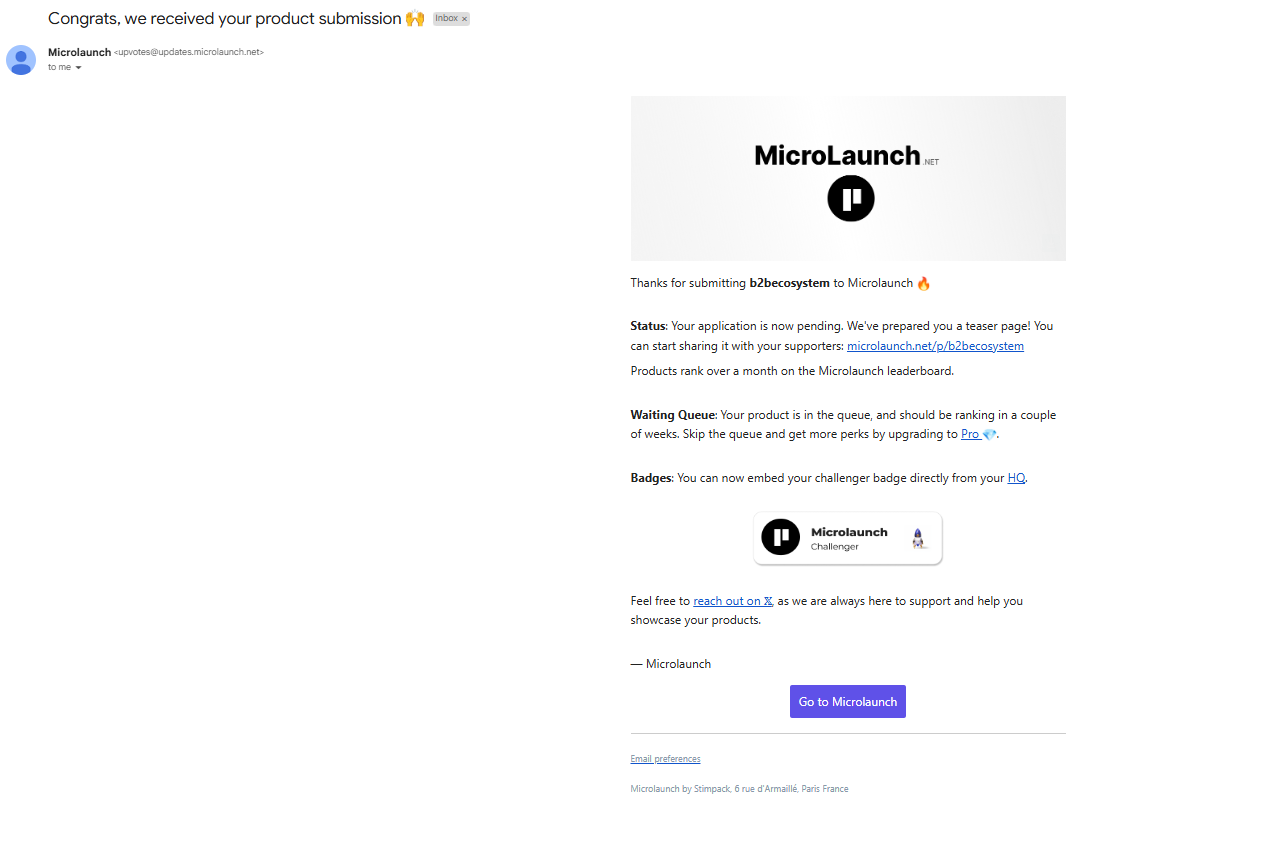 Congrats, we received your product submission 🙌 Inbox ×
Microlaunch <upvotes@updates.microlaunch.net>
to me
MicroLaunch .NET
Thanks for submitting b2becosystem to Microlaunch 🔥
Status: Your application is now pending. We've prepared you a teaser page! You
can start sharing it with your supporters: microlaunch.net/p/b2becosystem
Products rank over a month on the Microlaunch leaderboard.
Waiting Queue: Your product is in the queue, and should be ranking in a couple
of weeks. Skip the queue and get more perks by upgrading to Pro 💎.
Badges: You can now embed your challenger badge directly from your HQ.
Microlaunch
Challenger
Feel free to reach out on 𝕏, as we are always here to support and help you
showcase your products.
— Microlaunch
Go to Microlaunch
Email preferences
Microlaunch by Stimpack, 6 rue d'Armaillé, Paris France